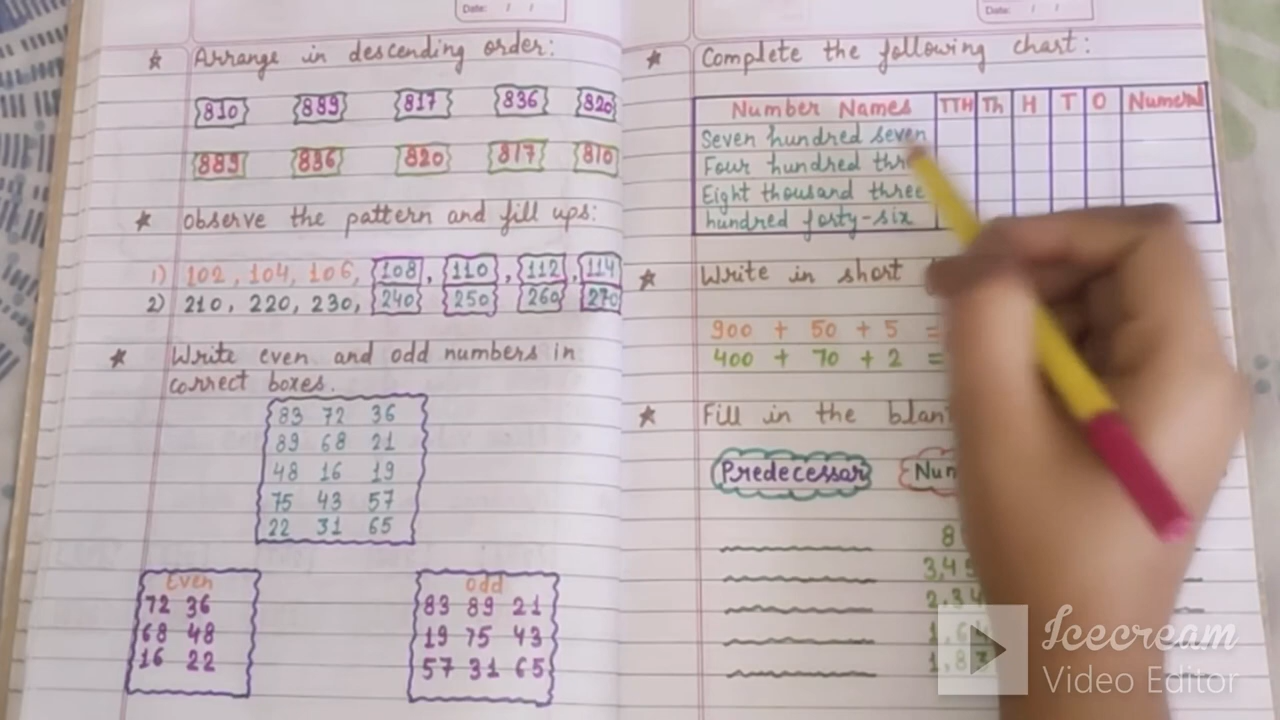 Date: / /
★ Arrange in descending order:
810 889 817 836 820
889 836 820 817 810
★ Observe the pattern and fill ups:
1) 102, 104, 106, 108, 110, 112, 114
2) 210, 220, 230, 240, 250, 260, 270
★ Write even and odd numbers in
correct boxes.
83 72 36
89 68 21
48 16 19
75 43 57
22 31 65
Even
72 36
68 48
16 22
Odd
83 89 21
19 75 43
57 31 65
Date: / /
★ Complete the following chart:
Number Names TTH Th H T O Numeral
Seven hundred seven
Four hundred
Eight thousand three
hundred forty-six
★ Write in short
900 + 50 + 5 =
400 + 70 + 2 =
★ Fill in the
Predecessor
Icecream
Video Editor